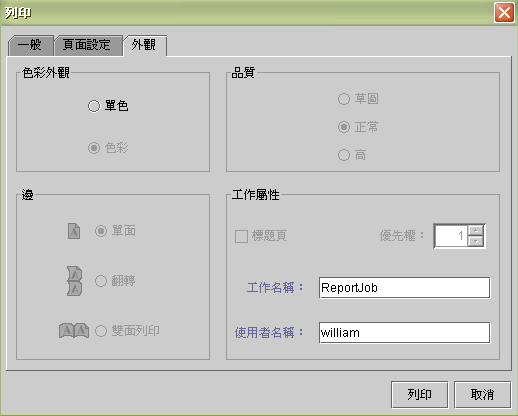 列印
一般 頁面設定 外觀
色彩外觀
單色
色彩
品質
草圖
正常
高
邊
A 單面
A A 翻轉
A A 雙面列印
工作屬性
標題頁 優先權： 1
工作名稱： ReportJob
使用者名稱： william
列印 取消